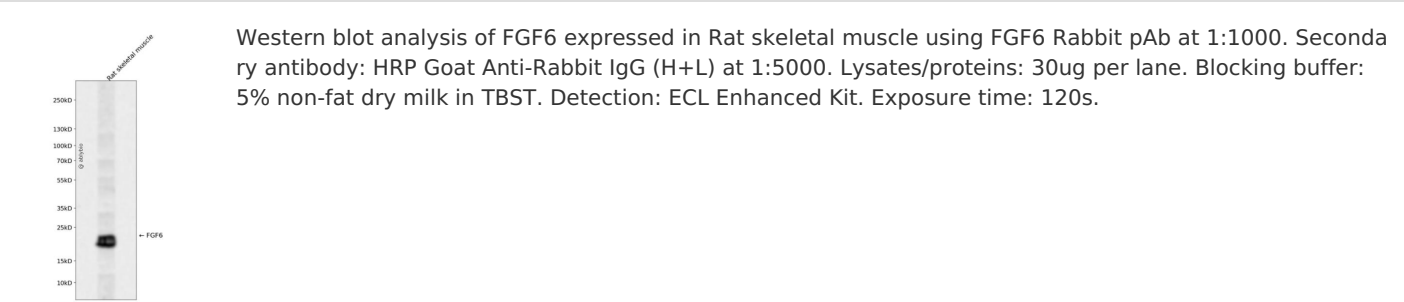 Western blot analysis of FGF6 expressed in Rat skeletal muscle using FGF6 Rabbit pAb at 1:1000. Seconda
ry antibody: HRP Goat Anti-Rabbit IgG (H+L) at 1:5000. Lysates/proteins: 30ug per lane. Blocking buffer:
5% non-fat dry milk in TBST. Detection: ECL Enhanced Kit. Exposure time: 120s.
Rat skeletal muscle
250kD
130kD
100kD
70kD
55kD
35kD
25kD
← FGF6
15kD
10kD